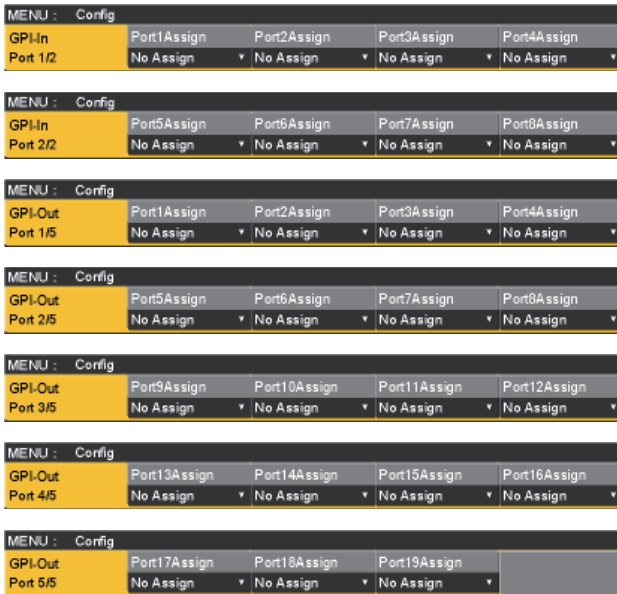 MENU : Config
GPI-In Port1Assign Port2Assign Port3Assign Port4Assign
Port 1/2 No Assign No Assign No Assign No Assign
MENU : Config
GPI-In Port5Assign Port6Assign Port7Assign Port8Assign
Port 2/2 No Assign No Assign No Assign No Assign
MENU : Config
GPI-Out Port1Assign Port2Assign Port3Assign Port4Assign
Port 1/5 No Assign No Assign No Assign No Assign
MENU : Config
GPI-Out Port5Assign Port6Assign Port7Assign Port8Assign
Port 2/5 No Assign No Assign No Assign No Assign
MENU : Config
GPI-Out Port9Assign Port10Assign Port11Assign Port12Assign
Port 3/5 No Assign No Assign No Assign No Assign
MENU : Config
GPI-Out Port13Assign Port14Assign Port15Assign Port16Assign
Port 4/5 No Assign No Assign No Assign No Assign
MENU : Config
GPI-Out Port17Assign Port18Assign Port19Assign
Port 5/5 No Assign No Assign No Assign